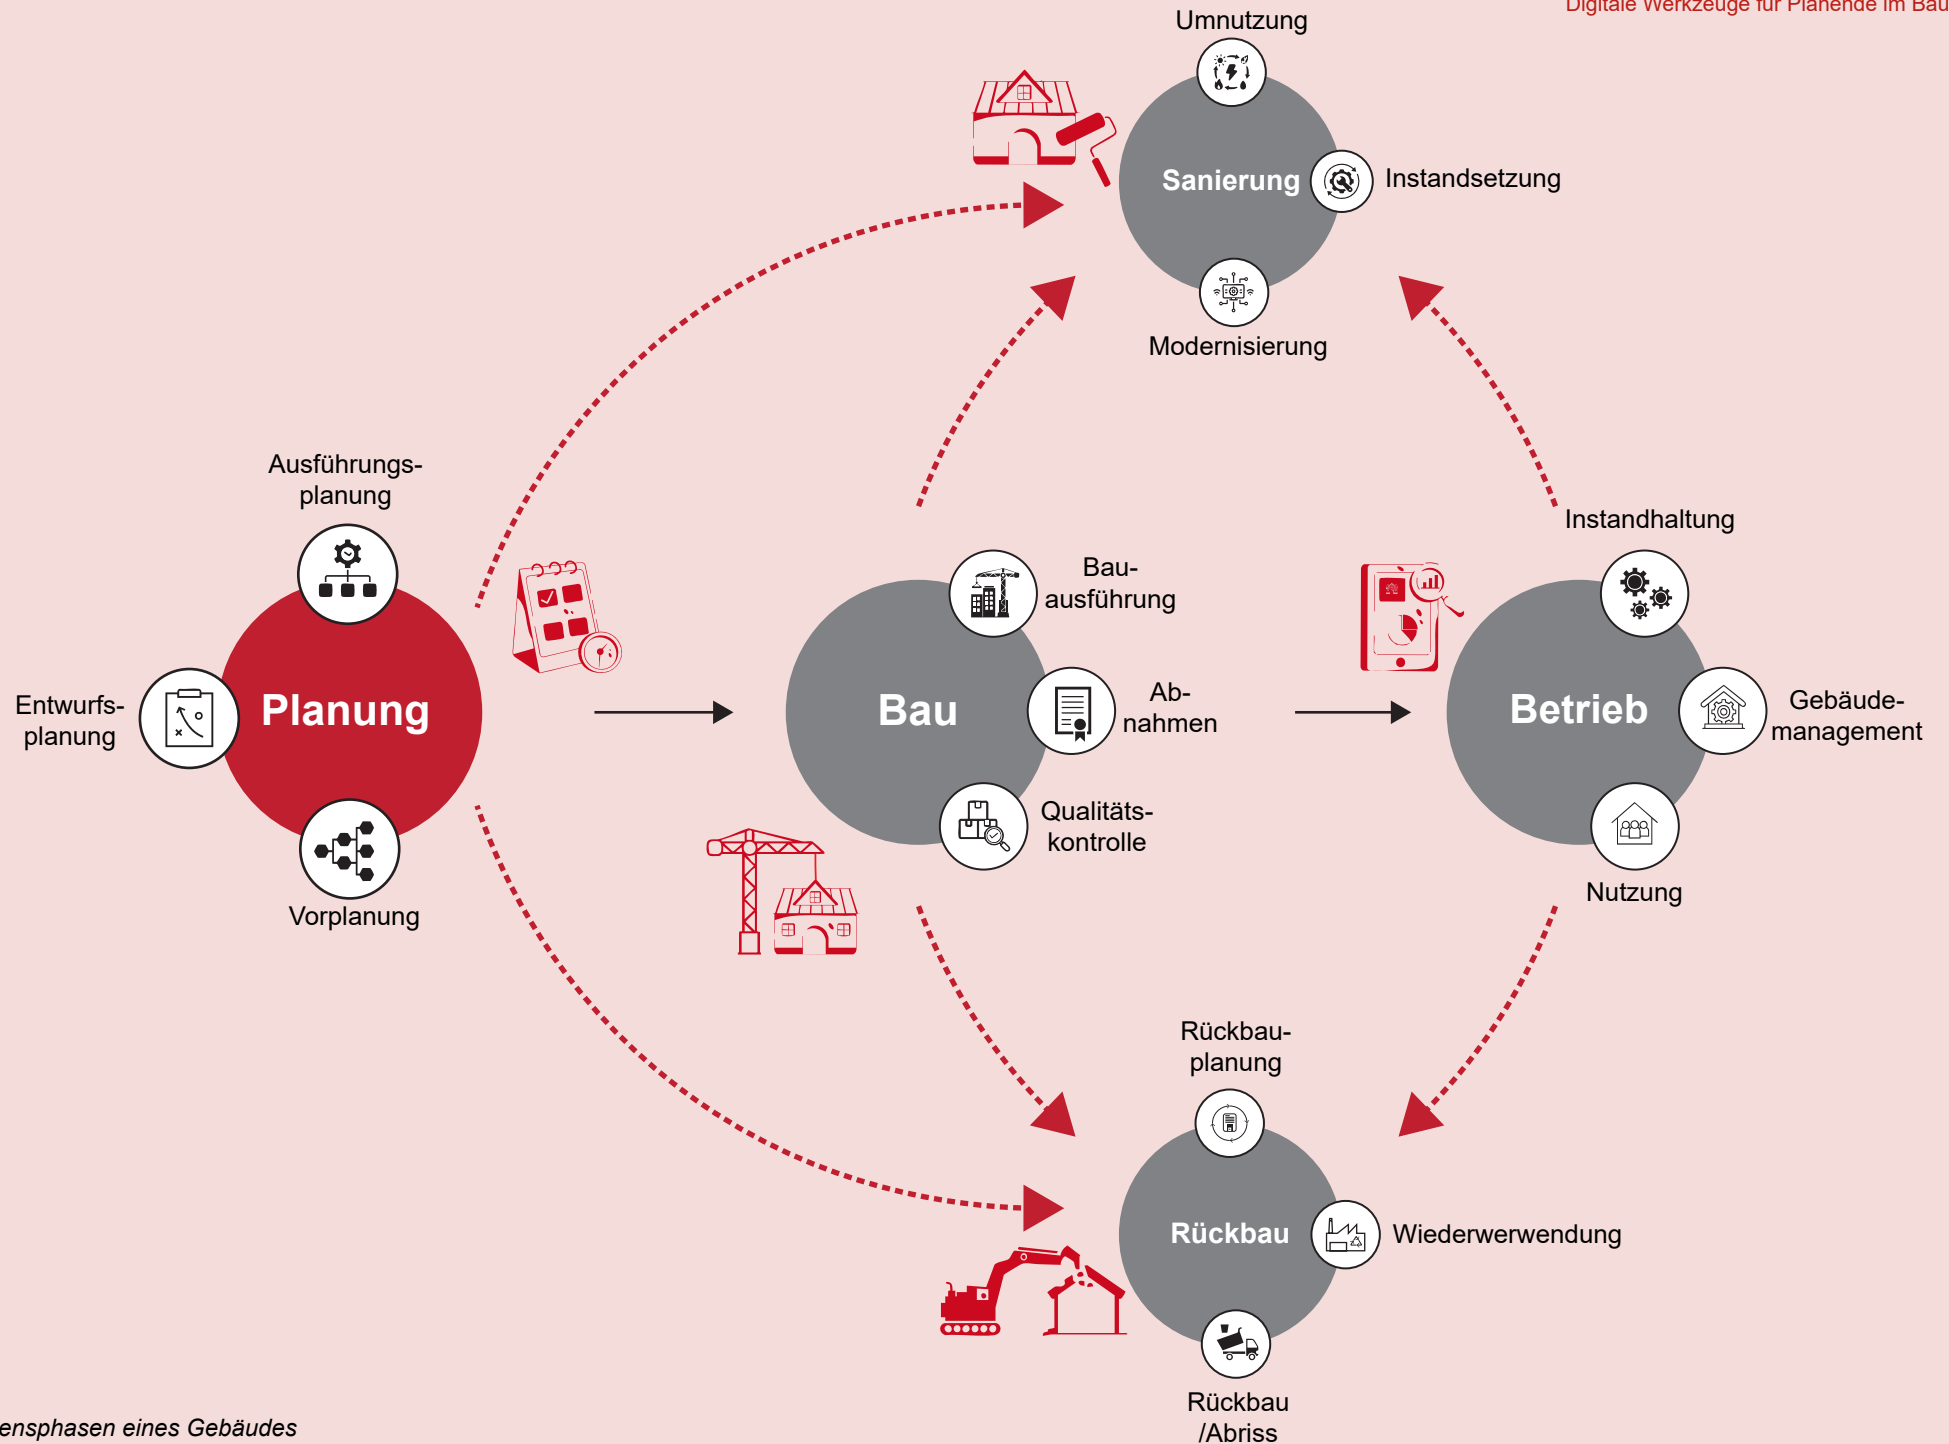 Digitale Werkzeuge für Planende im Bau
Umnutzung
Sanierung
Instandsetzung
Modernisierung
Ausführungs-
planung
Entwurfs-
planung
Planung
Vorplanung
Bau-
ausführung
Bau
Ab-
nahmen
Qualitäts-
kontrolle
Instandhaltung
Betrieb
Gebäude-
management
Nutzung
Rückbau-
planung
Rückbau
Wiederwerwendung
Rückbau
/Abriss
ensphasen eines Gebäudes